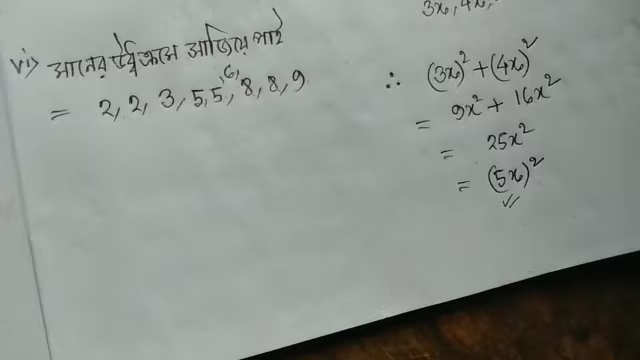 vi) মানের উর্ধ্বক্রমে সাজিয়ে পাই
= 2, 2, 3, 5, 5, 6, 8, 8, 9
3x, 4x,
∴ (3x)² + (4x)²
= 9x² + 16x²
= 25x²
= (5x)²